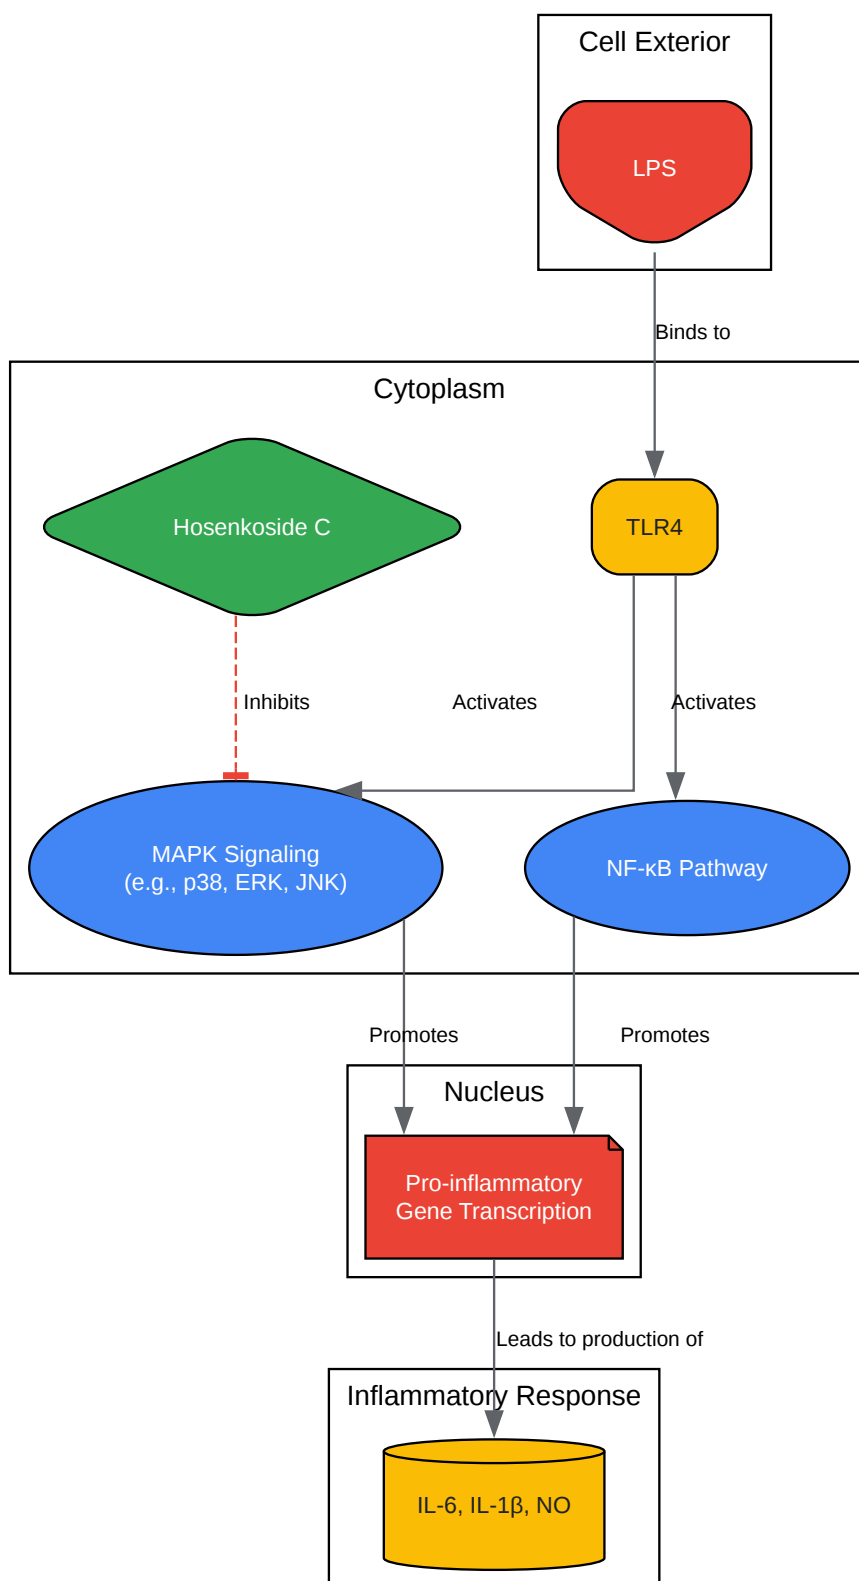 Cell Exterior
LPS
Binds to
Cytoplasm
Hosenkoside C
TLR4
Inhibits
Activates
Activates
MAPK Signaling
(e.g., p38, ERK, JNK)
NF-κB Pathway
Promotes
Promotes
Nucleus
Pro-inflammatory
Gene Transcription
Leads to production of
Inflammatory Response
IL-6, IL-1β, NO